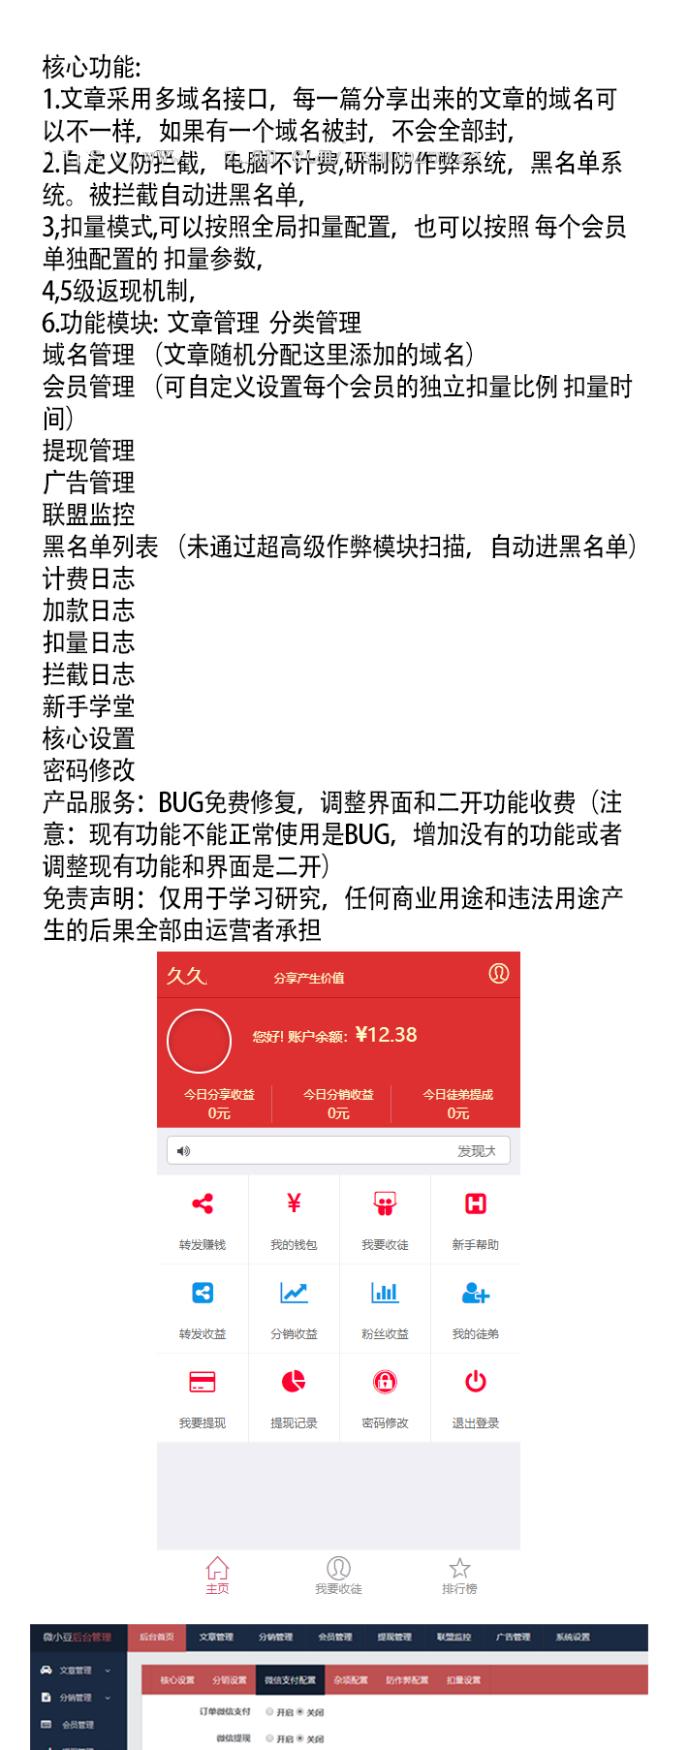 核心功能:
1.文章采用多域名接口，每一篇分享出来的文章的域名可
以不一样，如果有一个域名被封，不会全部封,
2.自定义防拦截，电脑不计费,研制防作弊系统，黑名单系
统。被拦截自动进黑名单,
3,扣量模式,可以按照全局扣量配置，也可以按照 每个会员
单独配置的 扣量参数,
4,5级返现机制,
6.功能模块: 文章管理 分类管理
域名管理 （文章随机分配这里添加的域名）
会员管理 （可自定义设置每个会员的独立扣量比例 扣量时
间）
提现管理
广告管理
联盟监控
黑名单列表 （未通过超高级作弊模块扫描，自动进黑名单）
计费日志
加款日志
扣量日志
拦截日志
新手学堂
核心设置
密码修改
产品服务：BUG免费修复，调整界面和二开功能收费（注
意：现有功能不能正常使用是BUG，增加没有的功能或者
调整现有功能和界面是二开）
免责声明：仅用于学习研究，任何商业用途和违法用途产
生的后果全部由运营者承担
久久 分享产生价值
您好! 账户余额：¥12.38
今日分享收益 今日分销收益 今日徒弟提成
0元 0元 0元
发现大
转发赚钱 我的钱包 我要收徒 新手帮助
转发收益 分销收益 粉丝收益 我的徒弟
我要提现 提现记录 密码修改 退出登录
主页 我要收徒 排行榜
微小豆后台管理 后台首页 文章管理 分销管理 会员管理 提现管理 联盟监控 广告管理 系统设置
文章管理 核心设置 分销设置 微信支付配置 杂项配置 防作弊配置 扣量设置
分销管理 订单微信支付 开启 关闭
会员管理
微信提现 开启 关闭